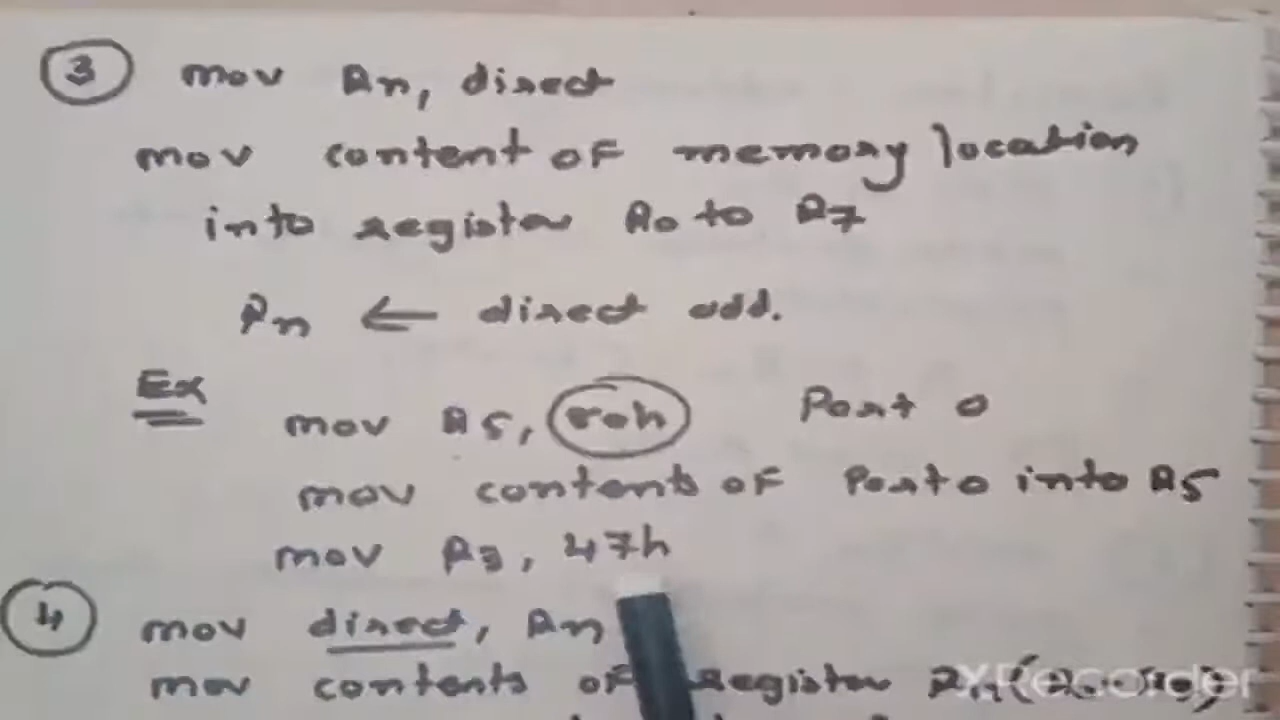 3 mov Rn, direct
mov content of memory location
into register R0 to R7
Rn ← direct add.
Ex
mov R5, 80h Port 0
mov contents of Port 0 into R5
mov R3, 47h
4 mov direct, Rn
mov contents of register Rn
XRecorder